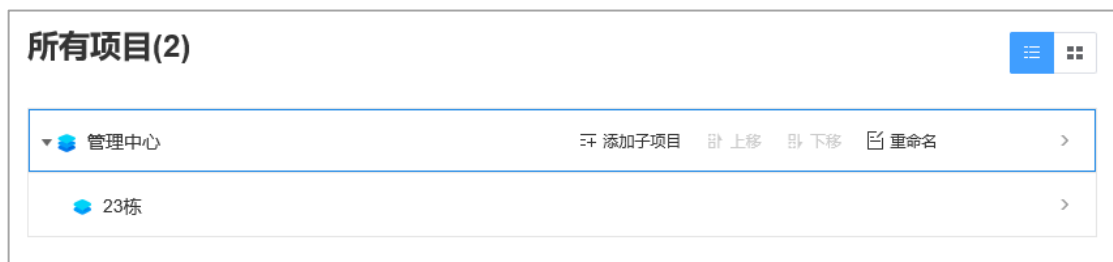 所有项目(2)
管理中心 添加子项目 上移 下移 重命名
23栋